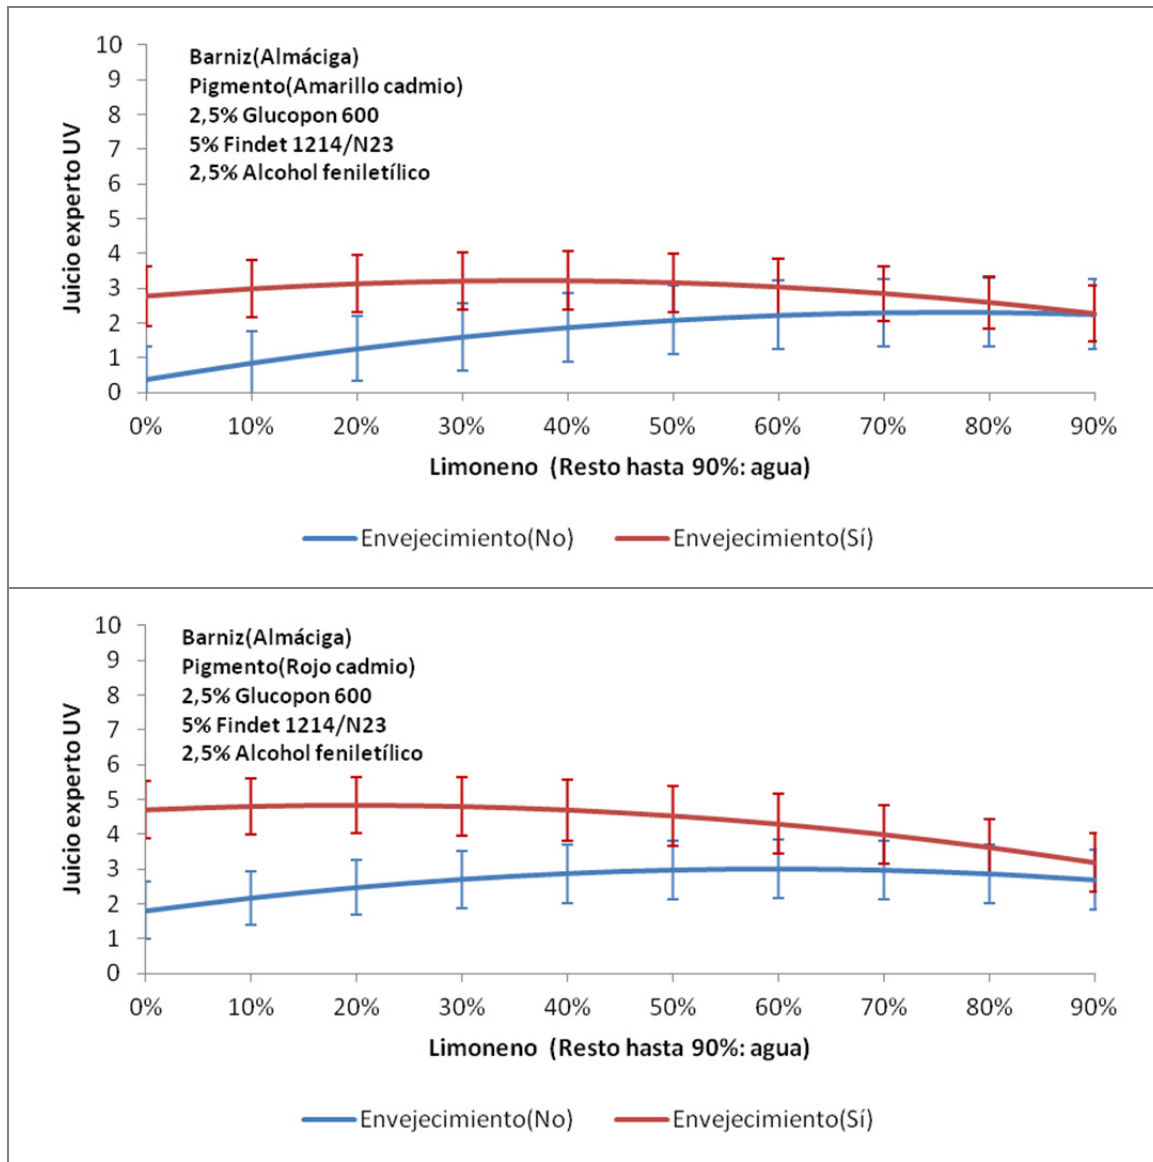 10
9
8
7
6
5
4
3
2
1
0
Juicio experto UV
Barniz(Almáciga)
Pigmento(Amarillo cadmio)
2,5% Glucopon 600
5% Findet 1214/N23
2,5% Alcohol feniletílico
0% 10% 20% 30% 40% 50% 60% 70% 80% 90%
Limoneno (Resto hasta 90%: agua)
Envejecimiento(No) Envejecimiento(Sí)
10
9
8
7
6
5
4
3
2
1
0
Juicio experto UV
Barniz(Almáciga)
Pigmento(Rojo cadmio)
2,5% Glucopon 600
5% Findet 1214/N23
2,5% Alcohol feniletílico
0% 10% 20% 30% 40% 50% 60% 70% 80% 90%
Limoneno (Resto hasta 90%: agua)
Envejecimiento(No) Envejecimiento(Sí)